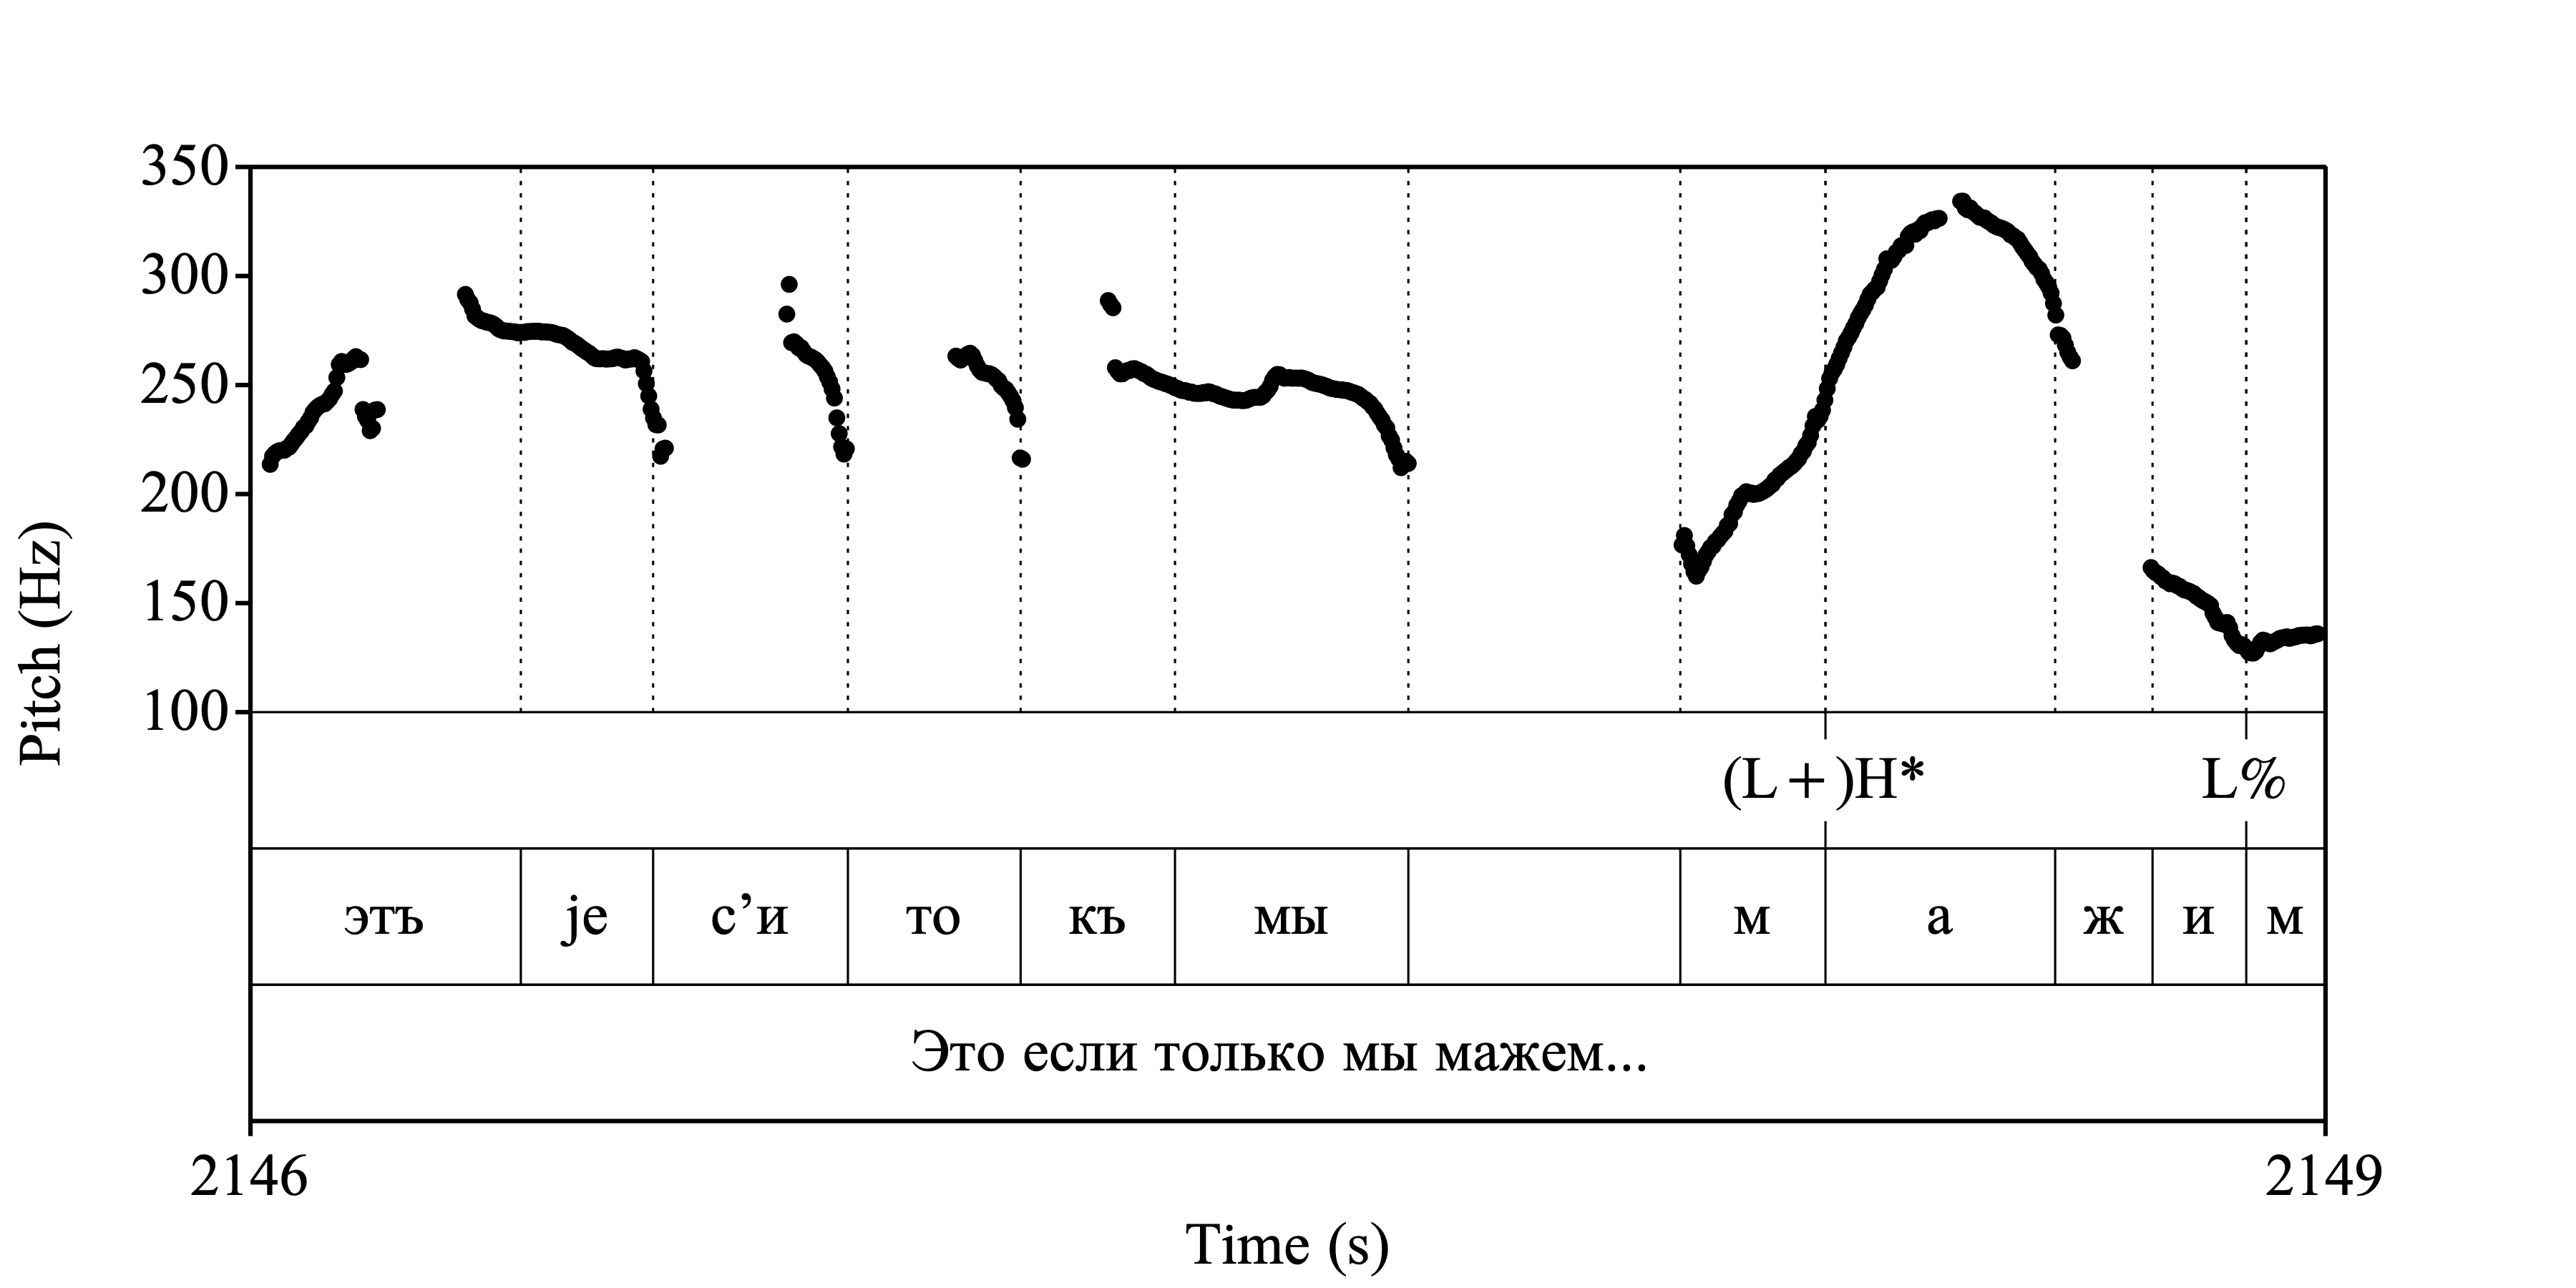 350
300
250
200
150
100
Pitch (Hz)
(L+)H* L%
этъ је с’и то къ мы м а ж и м
Это если только мы мажем...
2146 2149
Time (s)